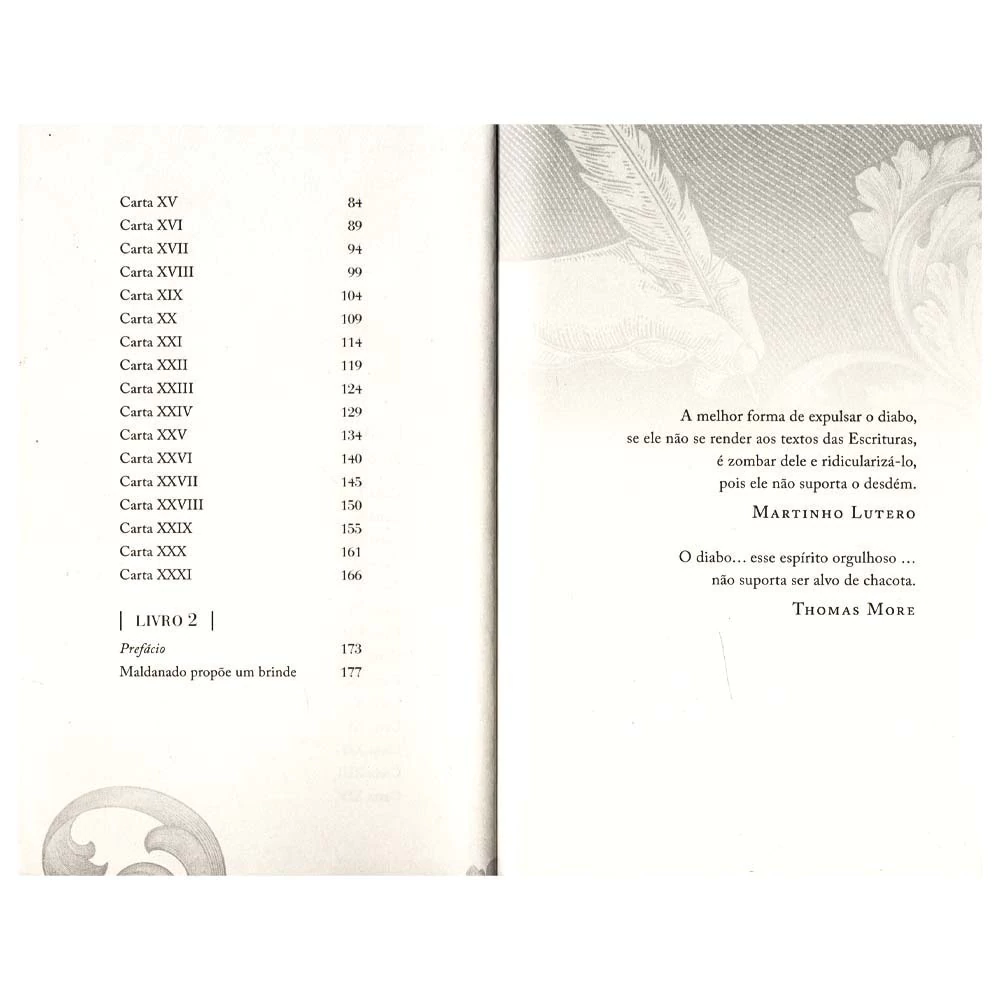 Carta XV 84
Carta XVI 89
Carta XVII 94
Carta XVIII 99
Carta XIX 104
Carta XX 109
Carta XXI 114
Carta XXII 119
Carta XXIII 124
Carta XXIV 129
Carta XXV 134
Carta XXVI 140
Carta XXVII 145
Carta XXVIII 150
Carta XXIX 155
Carta XXX 161
Carta XXXI 166
| LIVRO 2 |
Prefácio 173
Maldanado propõe um brinde 177
A melhor forma de expulsar o diabo,
se ele não se render aos textos das Escrituras,
é zombar dele e ridicularizá-lo,
pois ele não suporta o desdém.
Martinho Lutero
O diabo... esse espírito orgulhoso ...
não suporta ser alvo de chacota.
Thomas More